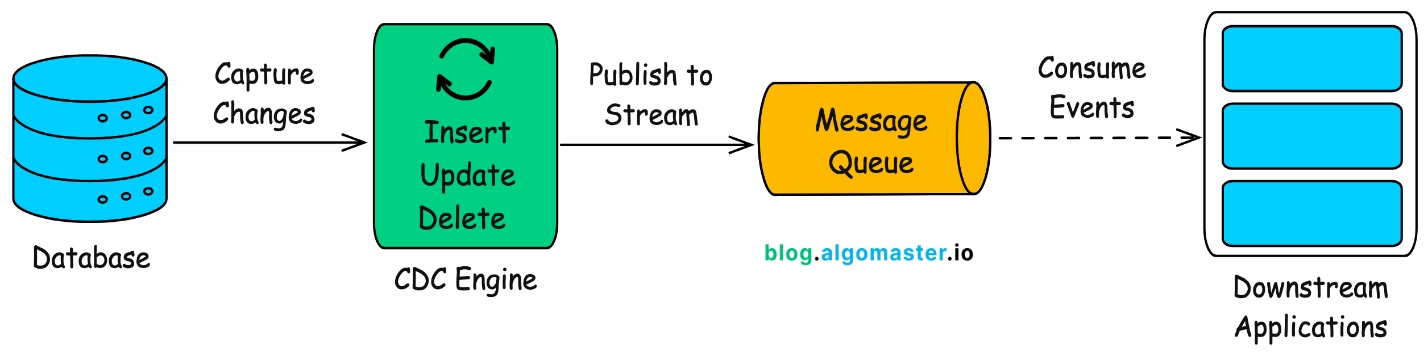 Capture
Changes
Publish to
Stream
Consume
Events
Insert
Update
Delete
Message
Queue
Database
CDC Engine
blog.algomaster.io
Downstream
Applications